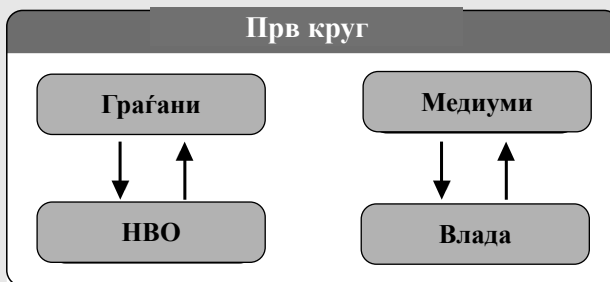 Прв круг
Граѓани
Медиуми
НВО
Влада